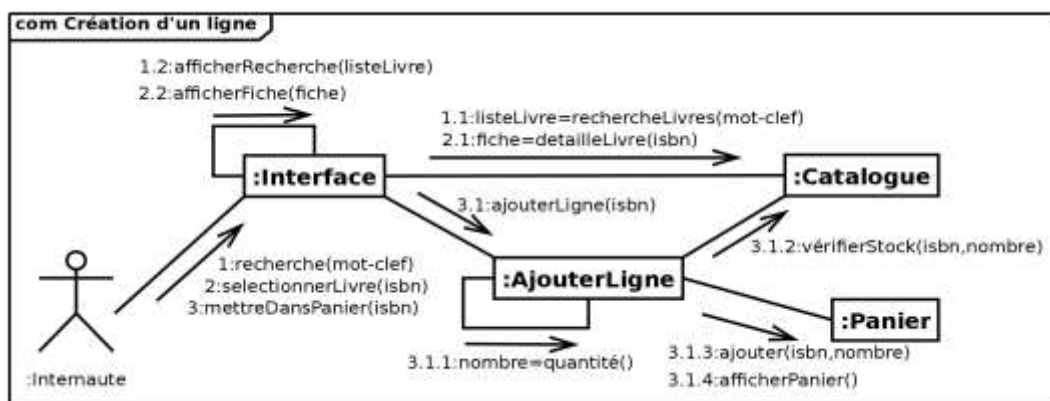 com Création d'un ligne
1.2:afficherRecherche(listeLivre)
2.2:afficherFiche(fiche)
1.1:listeLivre=rechercheLivres(mot-clef)
2.1:fiche=detailleLivre(isbn)
:Interface
:Catalogue
3.1:ajouterLigne(isbn)
3.1.2:vérifierStock(isbn,nombre)
1:recherche(mot-clef)
2:selectionnerLivre(isbn)
3:mettreDansPanier(isbn)
:AjouterLigne
:Panier
3.1.1:nombre=quantité()
3.1.3:ajouter(isbn,nombre)
3.1.4:afficherPanier()
:Internaute